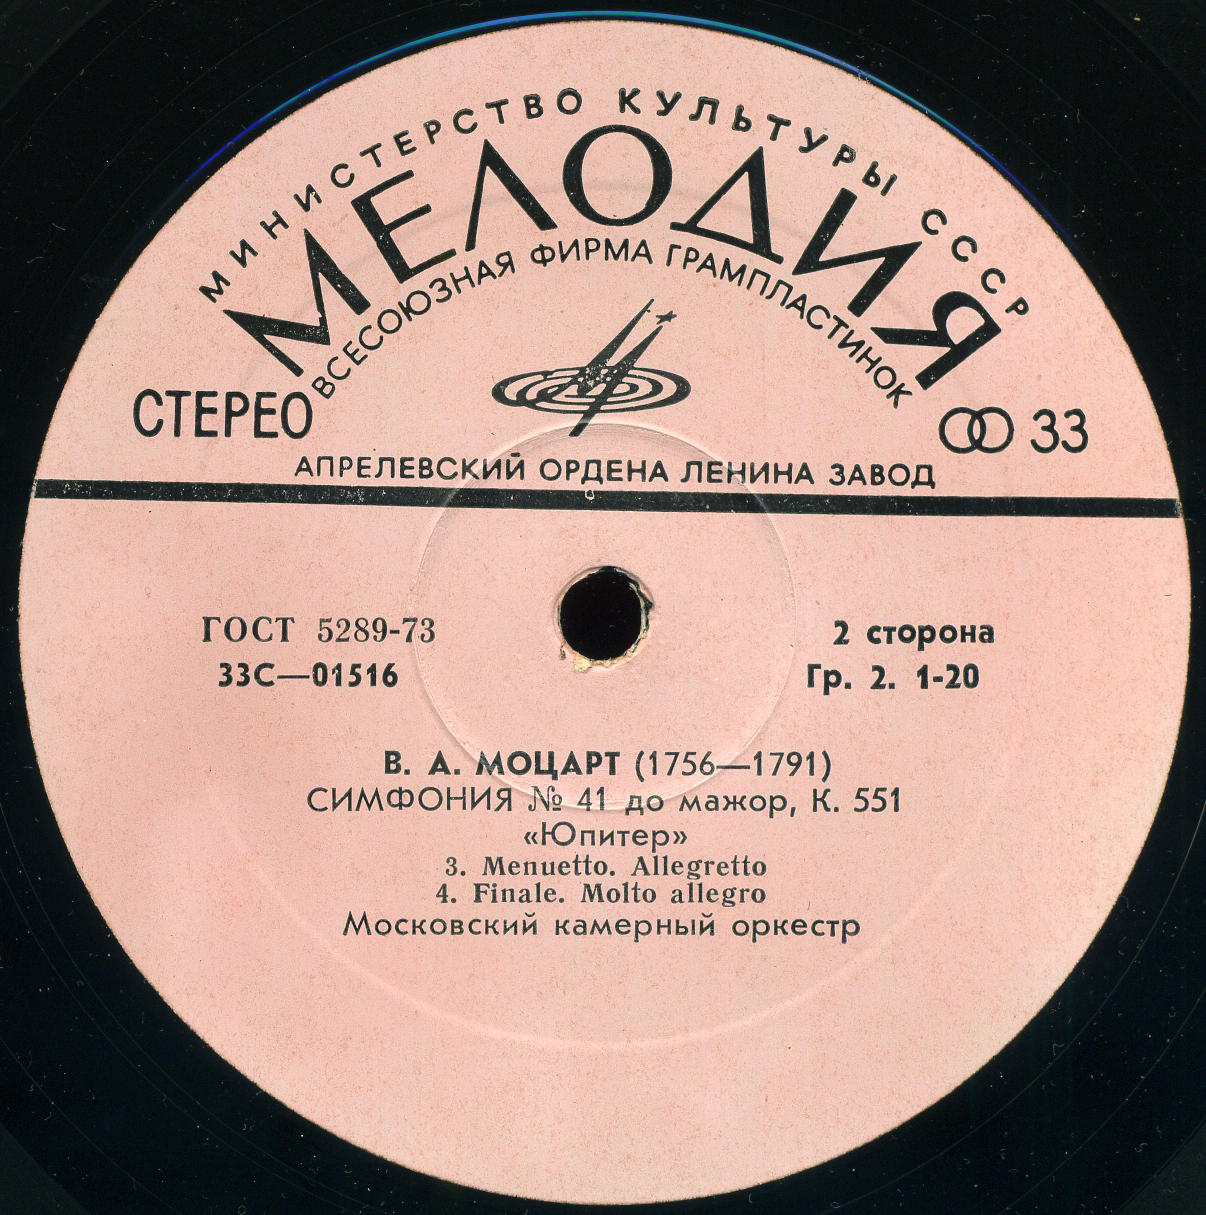 МИНИСТЕРСТВО КУЛЬТУРЫ СССР
МЕЛОДИЯ
ВСЕСОЮЗНАЯ ФИРМА ГРАМПЛАСТИНОК
СТЕРЕО
33
АПРЕЛЕВСКИЙ ОРДЕНА ЛЕНИНА ЗАВОД
ГОСТ 5289-73
2 сторона
33С—01516
Гр. 2. 1-20
В. А. МОЦАРТ (1756—1791)
СИМФОНИЯ № 41 до мажор, К. 551
«Юпитер»
3. Menuetto. Allegretto
4. Finale. Molto allegro
Московский камерный оркестр